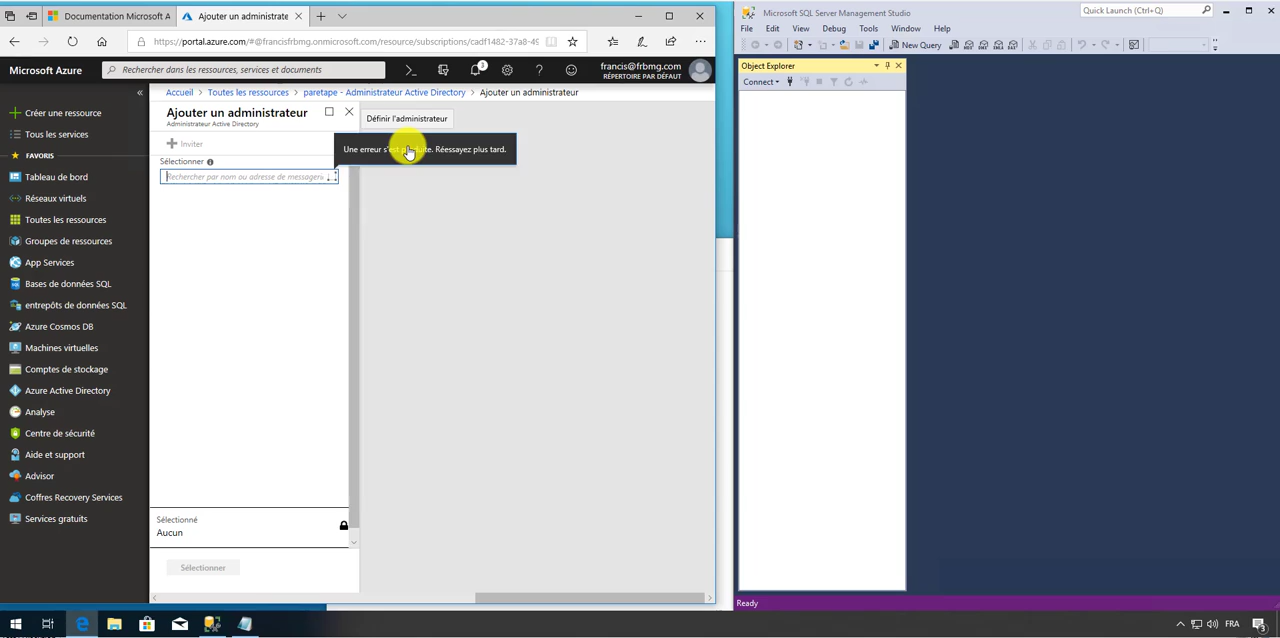 Documentation Microsoft A
Ajouter un administrate
https://portal.azure.com/#@francisfrbmg.onmicrosoft.com/resource/subscriptions/cadf1482-37a8-49
Microsoft Azure
Rechercher dans les ressources, services et documents
3
francis@frbmg.com
RÉPERTOIRE PAR DÉFAUT
Créer une ressource
Tous les services
FAVORIS
Tableau de bord
Réseaux virtuels
Toutes les ressources
Groupes de ressources
App Services
Bases de données SQL
entrepôts de données SQL
Azure Cosmos DB
Machines virtuelles
Comptes de stockage
Azure Active Directory
Analyse
Centre de sécurité
Aide et support
Advisor
Coffres Recovery Services
Services gratuits
Accueil > Toutes les ressources > paretape - Administrateur Active Directory > Ajouter un administrateur
Ajouter un administrateur
Administrateur Active Directory
Inviter
Sélectionner
Rechercher par nom ou adresse de messageri
Sélectionné
Aucun
Sélectionner
Définir l'administrateur
Une erreur s'est produite. Réessayez plus tard.
Microsoft SQL Server Management Studio
Quick Launch (Ctrl+Q)
File Edit View Debug Tools Window Help
New Query
Object Explorer
Connect
Ready
FRA
3